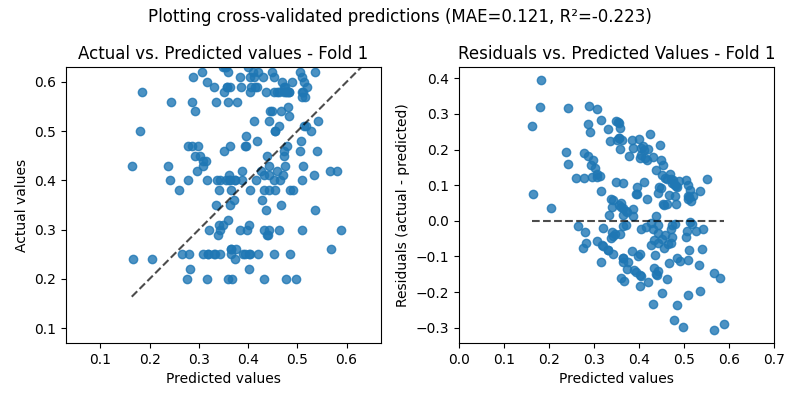 Plotting cross-validated predictions (MAE=0.121, R²=-0.223)
Actual vs. Predicted values - Fold 1
0.6
0.5
0.4
0.3
0.2
0.1
Actual values
0.1 0.2 0.3 0.4 0.5 0.6
Predicted values
Residuals vs. Predicted Values - Fold 1
0.4
0.3
0.2
0.1
0.0
−0.1
−0.2
−0.3
Residuals (actual - predicted)
0.0 0.1 0.2 0.3 0.4 0.5 0.6 0.7
Predicted values